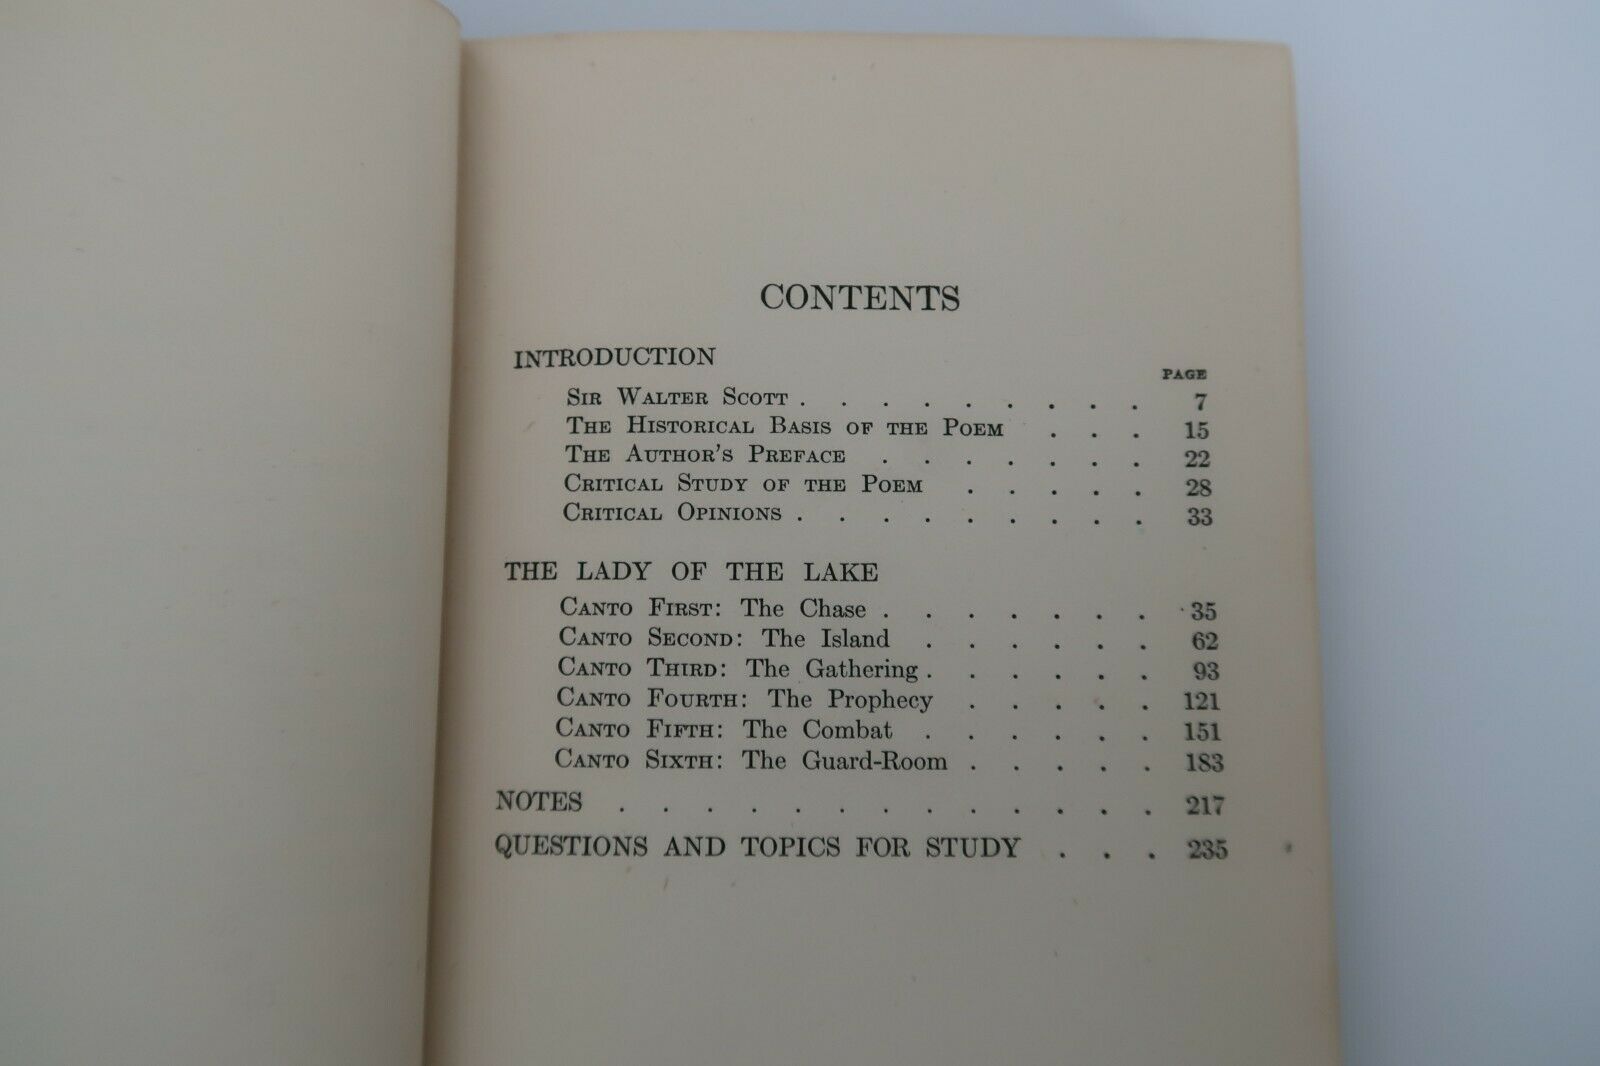 CONTENTS
INTRODUCTION
PAGE
SIR WALTER SCOTT . . . . . . . . . 7
THE HISTORICAL BASIS OF THE POEM . . . 15
THE AUTHOR'S PREFACE . . . . . . . 22
CRITICAL STUDY OF THE POEM . . . . . 28
CRITICAL OPINIONS . . . . . . . . . 33
THE LADY OF THE LAKE
CANTO FIRST: The Chase . . . . . . . 35
CANTO SECOND: The Island . . . . . . 62
CANTO THIRD: The Gathering . . . . . . 93
CANTO FOURTH: The Prophecy . . . . . 121
CANTO FIFTH: The Combat . . . . . . 151
CANTO SIXTH: The Guard-Room . . . . . 183
NOTES . . . . . . . . . . . . . 217
QUESTIONS AND TOPICS FOR STUDY . . . 235